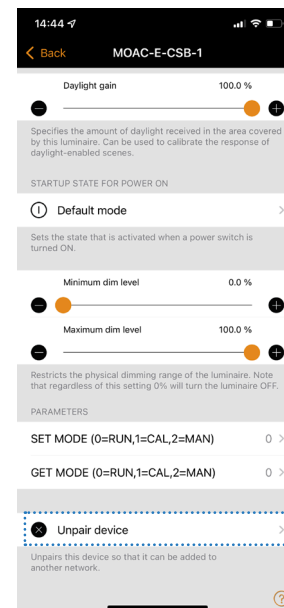 14:44
Back MOAC-E-CSB-1
Daylight gain 100.0 %
Specifies the amount of daylight received in the area covered
by this luminaire. Can be used to calibrate the response of
daylight-enabled scenes.
STARTUP STATE FOR POWER ON
Default mode
Sets the state that is activated when a power switch is
turned ON.
Minimum dim level 0.0 %
Maximum dim level 100.0 %
Restricts the physical dimming range of the luminaire. Note
that regardless of this setting 0% will turn the luminaire OFF.
PARAMETERS
SET MODE (0=RUN,1=CAL,2=MAN) 0
GET MODE (0=RUN,1=CAL,2=MAN) 0
Unpair device
Unpairs this device so that it can be added to
another network.